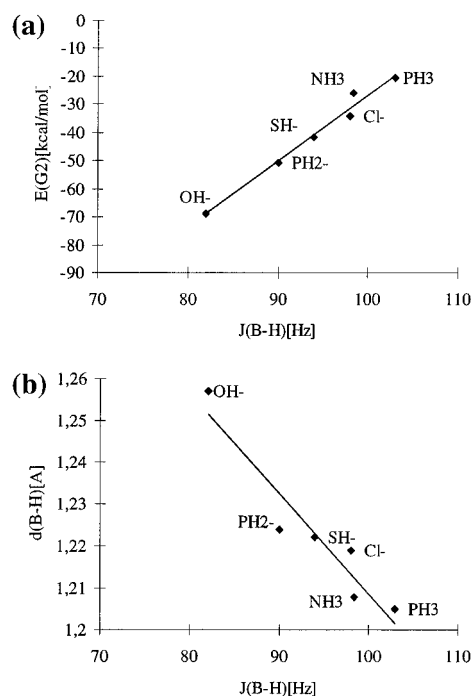 (a)
E(G2)[kcal/mol]
0
-10
-20
-30
-40
-50
-60
-70
-80
-90
NH3
PH3
SH-
Cl-
PH2-
OH-
70 80 90 100 110
J(B-H)[Hz]
(b)
d(B-H)[A]
1,26
1,25
1,24
1,23
1,22
1,21
1,2
OH-
PH2-
SH-
Cl-
NH3
PH3
70 80 90 100 110
J(B-H)[Hz]